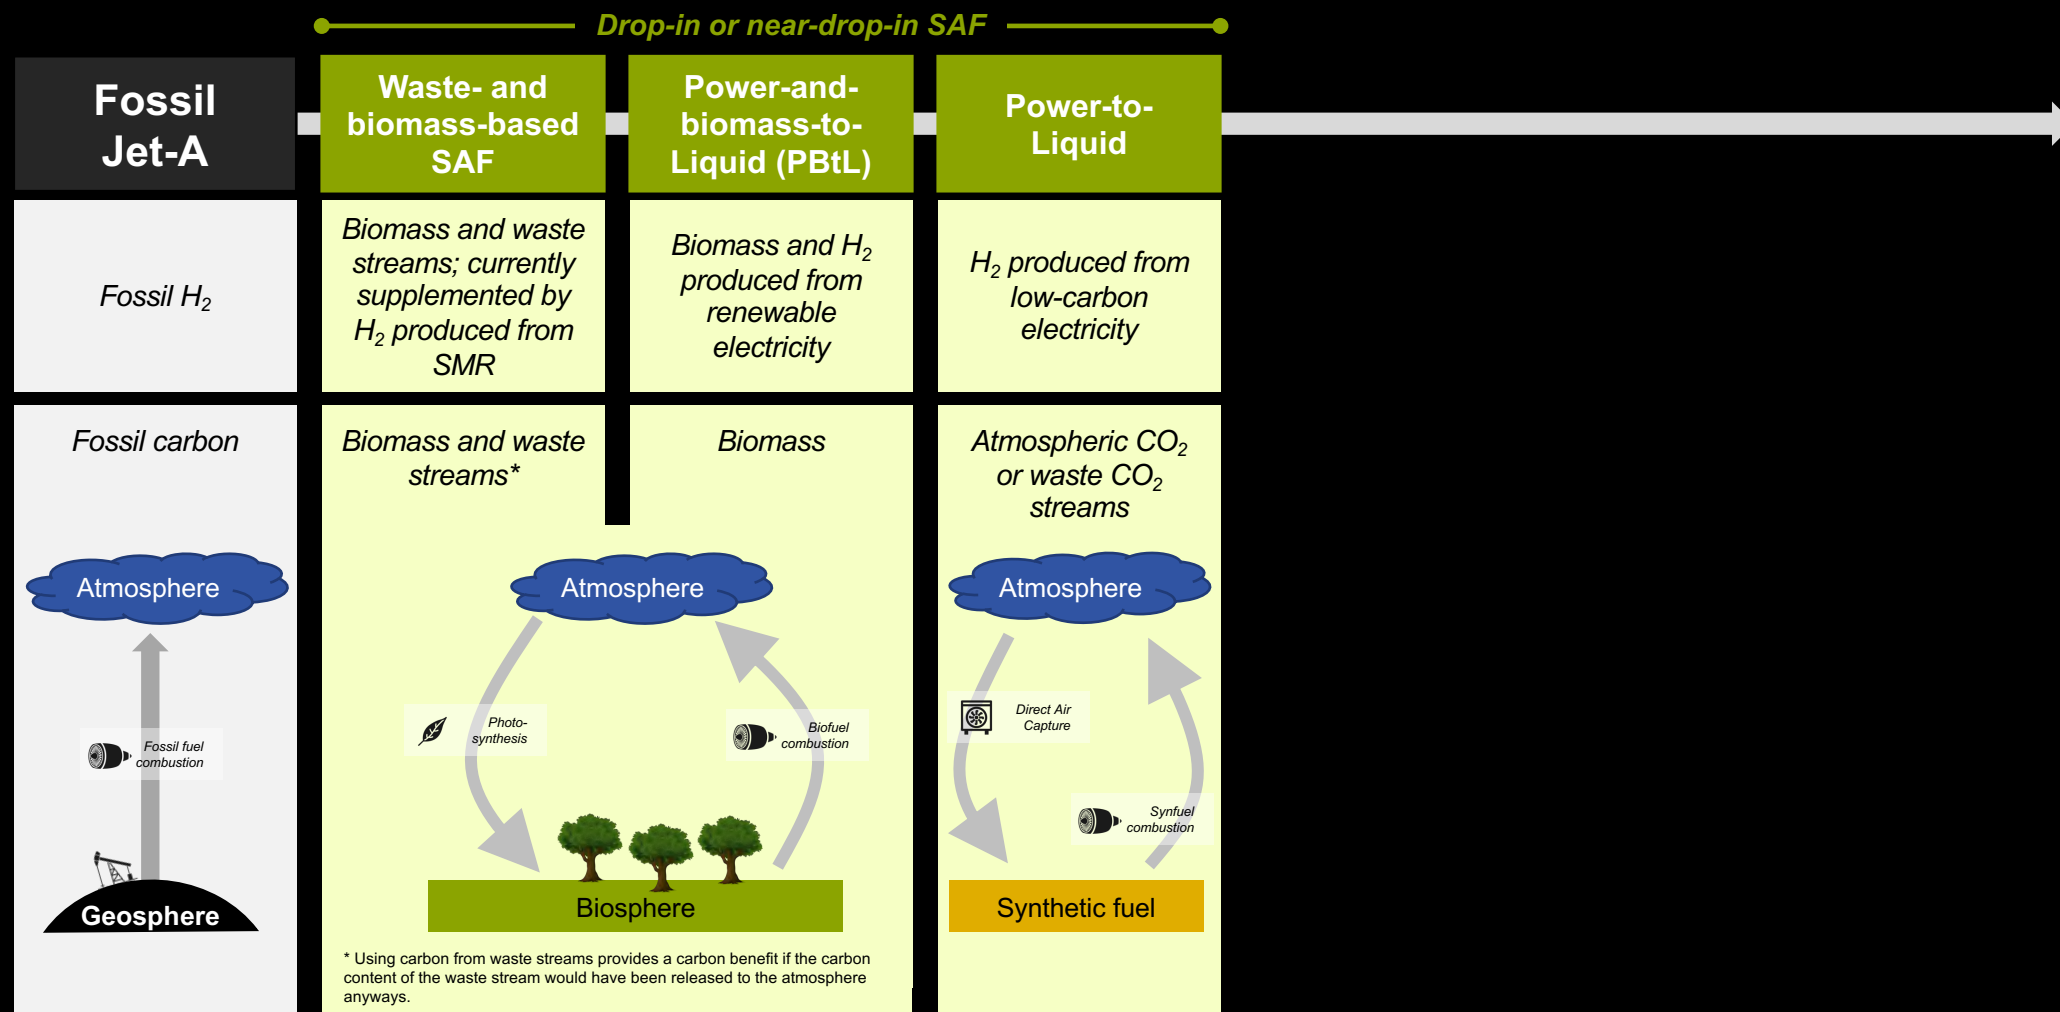 Drop-in or near-drop-in SAF
Fossil
Jet-A
Waste- and
biomass-based
SAF
Power-and-
biomass-to-
Liquid (PBtL)
Power-to-
Liquid
Fossil H2
Biomass and waste
streams; currently
supplemented by
H2 produced from
SMR
Biomass and H2
produced from
renewable
electricity
H2 produced from
low-carbon
electricity
Fossil carbon
Biomass and waste
streams*
Biomass
Atmospheric CO2
or waste CO2
streams
Atmosphere
Fossil fuel
combustion
Geosphere
Atmosphere
Photo-
synthesis
Biofuel
combustion
Biosphere
* Using carbon from waste streams provides a carbon benefit if the carbon
content of the waste stream would have been released to the atmosphere
anyways.
Atmosphere
Direct Air
Capture
Synfuel
combustion
Synthetic fuel